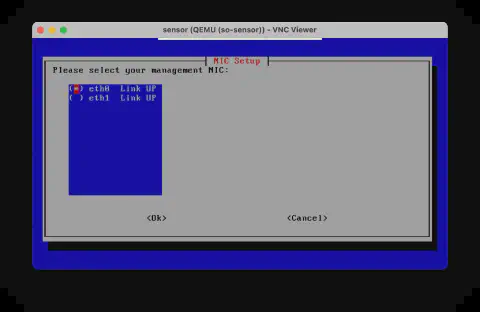 sensor (QEMU (so-sensor)) - VNC Viewer
NIC Setup
Please select your management NIC:
(*) eth0 Link UP
( ) eth1 Link UP
<Ok> <Cancel>